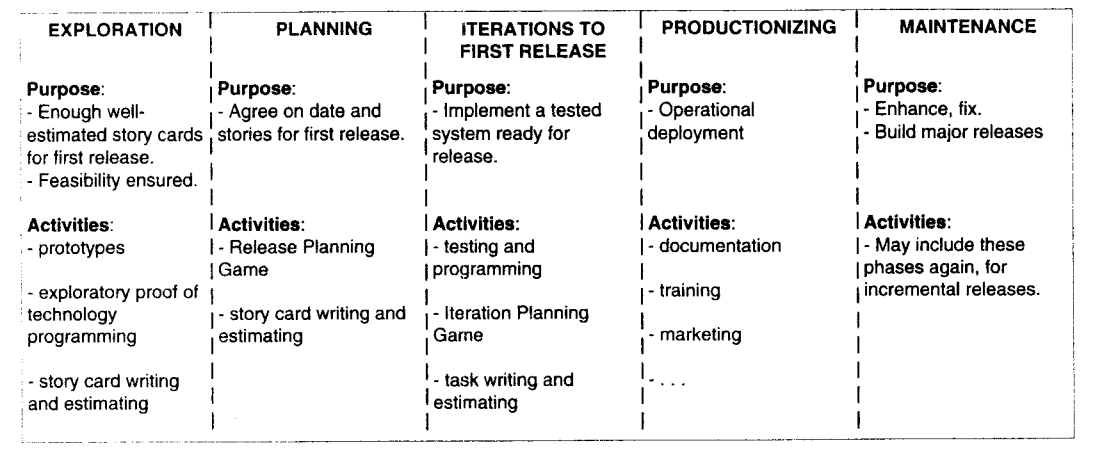 EXPLORATION
Purpose:
- Enough well-
estimated story cards
for first release.
- Feasibility ensured.
Activities:
- prototypes
- exploratory proof of
technology
programming
- story card writing
and estimating
PLANNING
Purpose:
- Agree on date and
stories for first release.
Activities:
- Release Planning
Game
- story card writing and
estimating
ITERATIONS TO
FIRST RELEASE
Purpose:
- Implement a tested
system ready for
release.
Activities:
- testing and
programming
- Iteration Planning
Game
- task writing and
estimating
PRODUCTIONIZING
Purpose:
- Operational
deployment
Activities:
- documentation
- training
- marketing
- . . .
MAINTENANCE
Purpose:
- Enhance, fix.
- Build major releases
Activities:
- May include these
phases again, for
incremental releases.